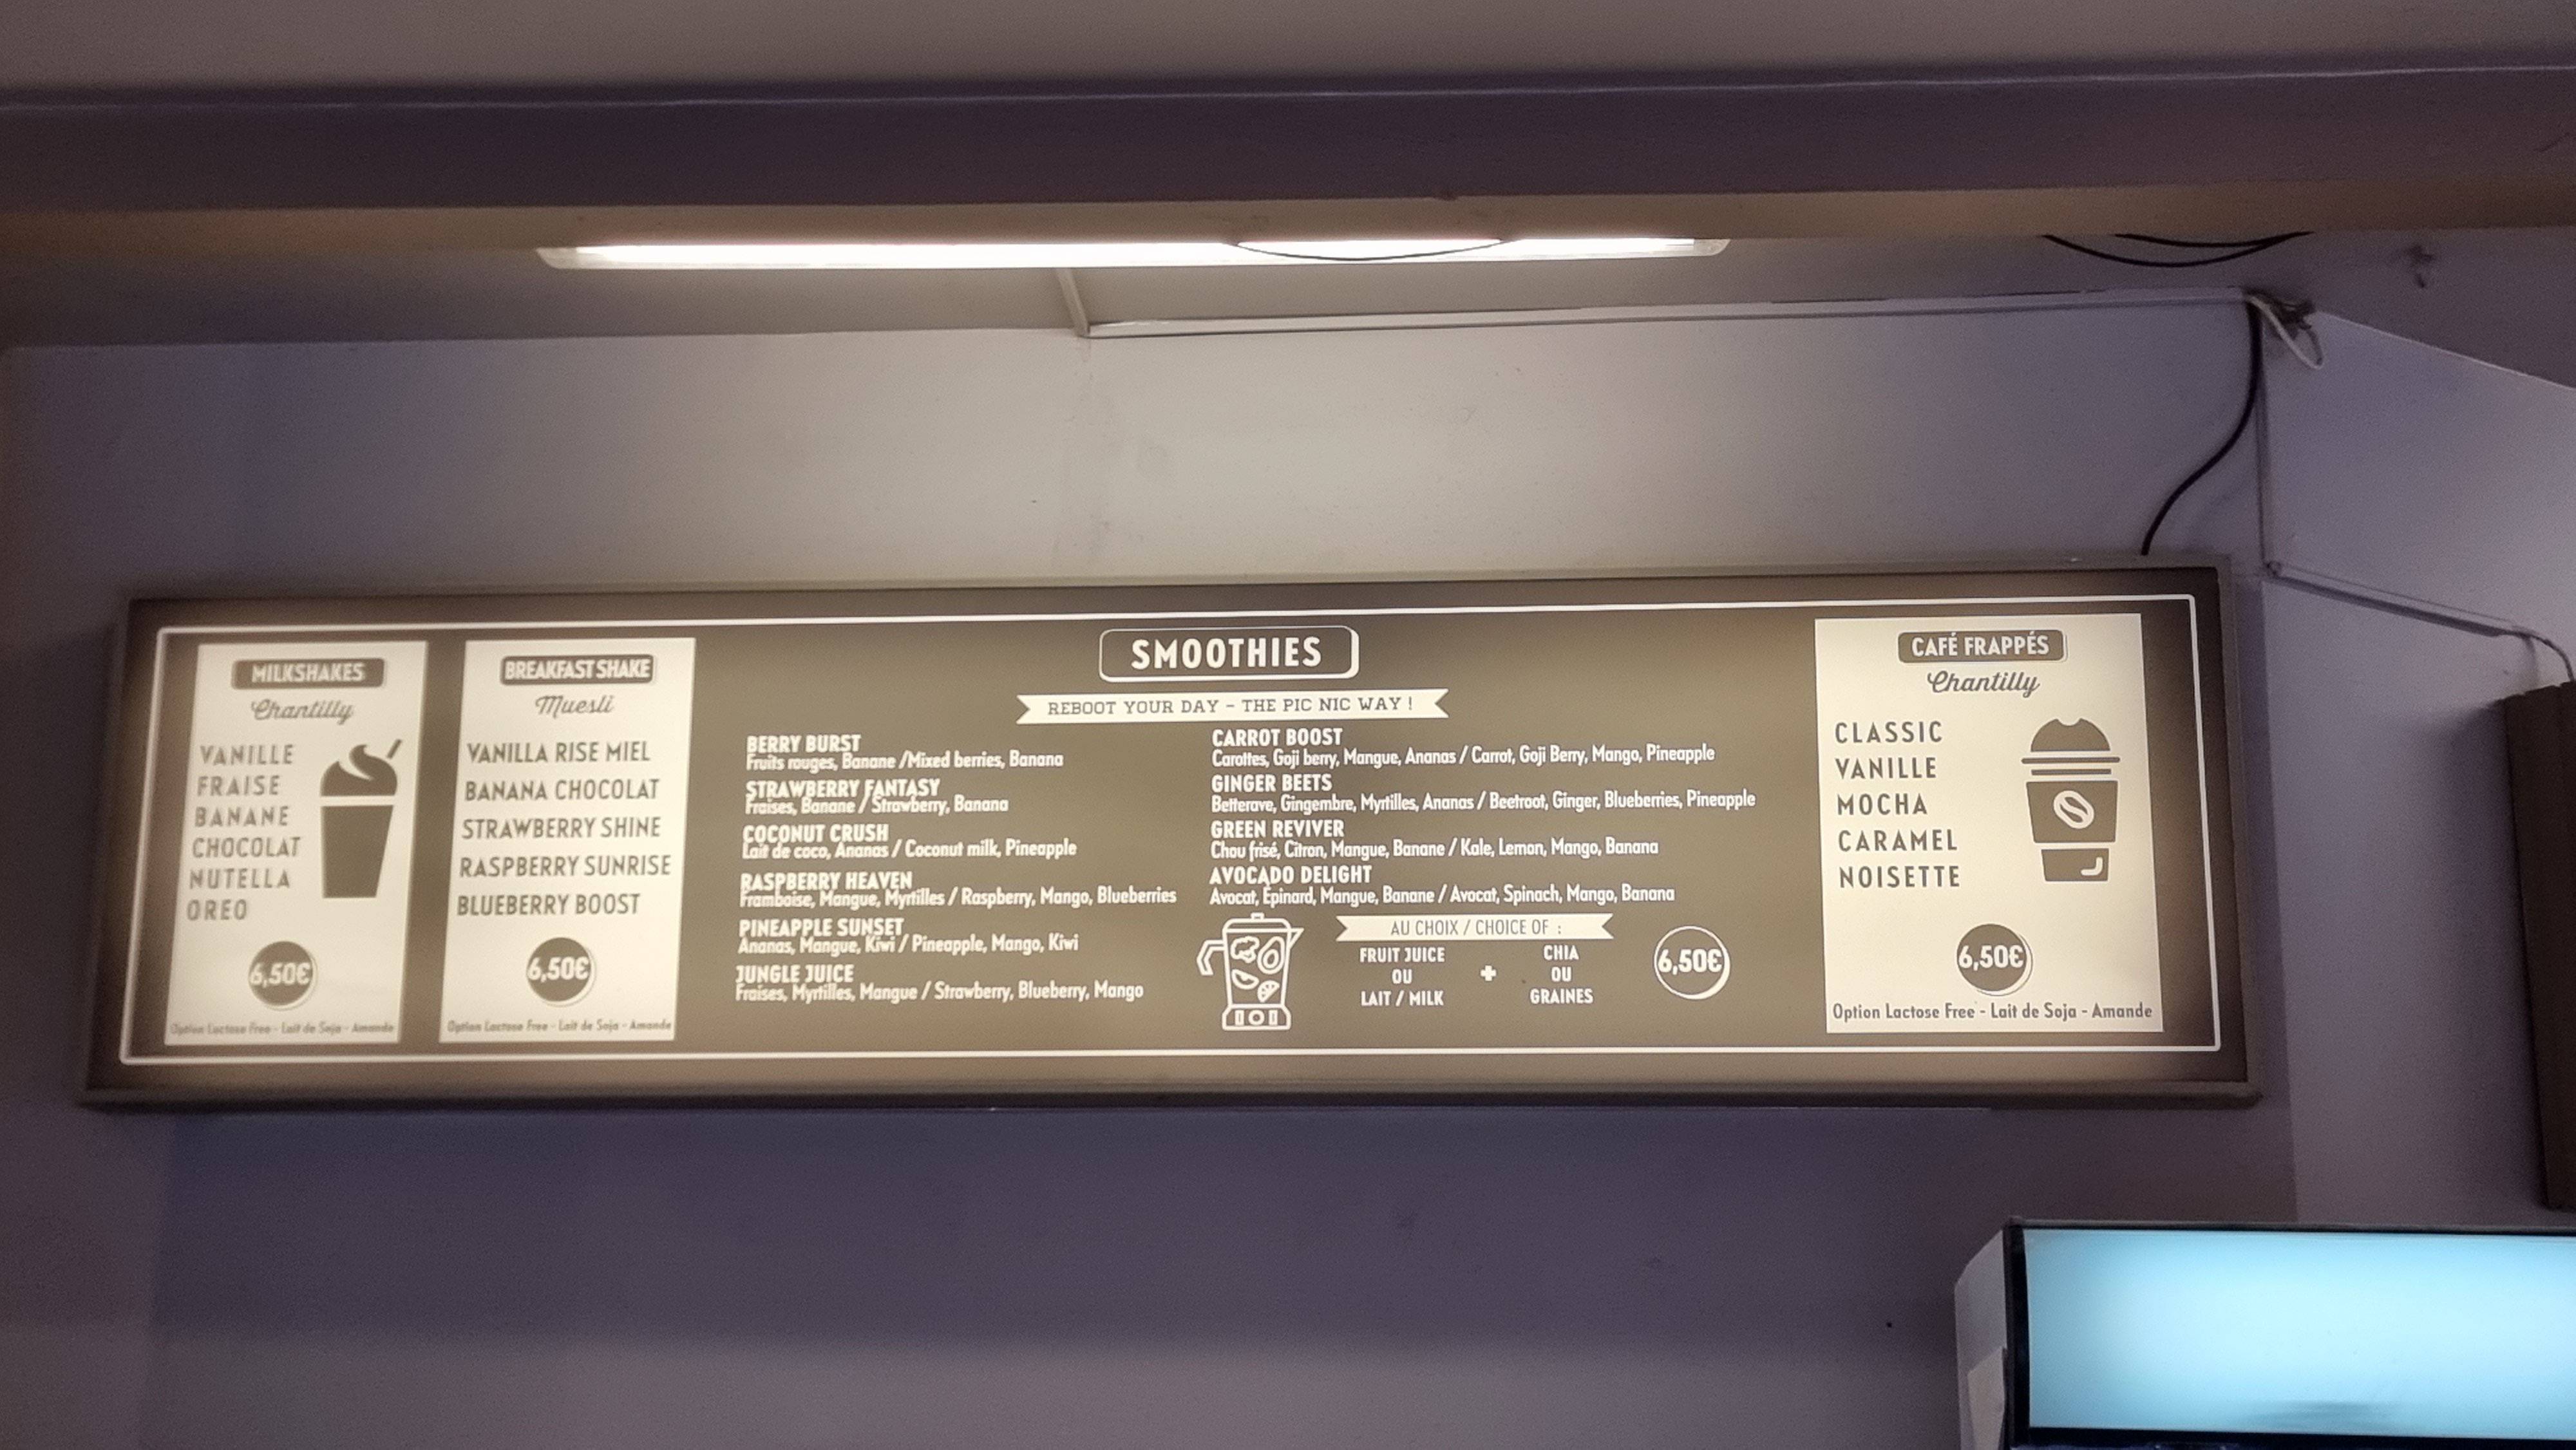 MILKSHAKES
Chantilly
VANILLE
FRAISE
BANANE
CHOCOLAT
NUTELLA
OREO
6,50€
Option Lactose Free - Lait de Soja - Amande
BREAKFAST SHAKE
Muesli
VANILLA RISE MIEL
BANANA CHOCOLAT
STRAWBERRY SHINE
RASPBERRY SUNRISE
BLUEBERRY BOOST
6,50€
Option Lactose Free - Lait de Soja - Amande
SMOOTHIES
REBOOT YOUR DAY - THE PIC NIC WAY !
BERRY BURST
Fruits rouges, Banane /Mixed berries, Banana
STRAWBERRY FANTASY
Fraises, Banane / Strawberry, Banana
COCONUT CRUSH
Lait de coco, Ananas / Coconut milk, Pineapple
RASPBERRY HEAVEN
Framboise, Mangue, Myrtilles / Raspberry, Mango, Blueberries
PINEAPPLE SUNSET
Ananas, Mangue, Kiwi / Pineapple, Mango, Kiwi
JUNGLE JUICE
Fraises, Myrtilles, Mangue / Strawberry, Blueberry, Mango
CARROT BOOST
Carottes, Goji berry, Mangue, Ananas / Carrot, Goji Berry, Mango, Pineapple
GINGER BEETS
Betterave, Gingembre, Myrtilles, Ananas / Beetroot, Ginger, Blueberries, Pineapple
GREEN REVIVER
Chou frisé, Citron, Mangue, Banane / Kale, Lemon, Mango, Banana
AVOCADO DELIGHT
Avocat, Épinard, Mangue, Banane / Avocat, Spinach, Mango, Banana
AU CHOIX / CHOICE OF :
FRUIT JUICE
OU
LAIT / MILK
+
CHIA
OU
GRAINES
6,50€
CAFÉ FRAPPÉS
Chantilly
CLASSIC
VANILLE
MOCHA
CARAMEL
NOISETTE
6,50€
Option Lactose Free - Lait de Soja - Amande